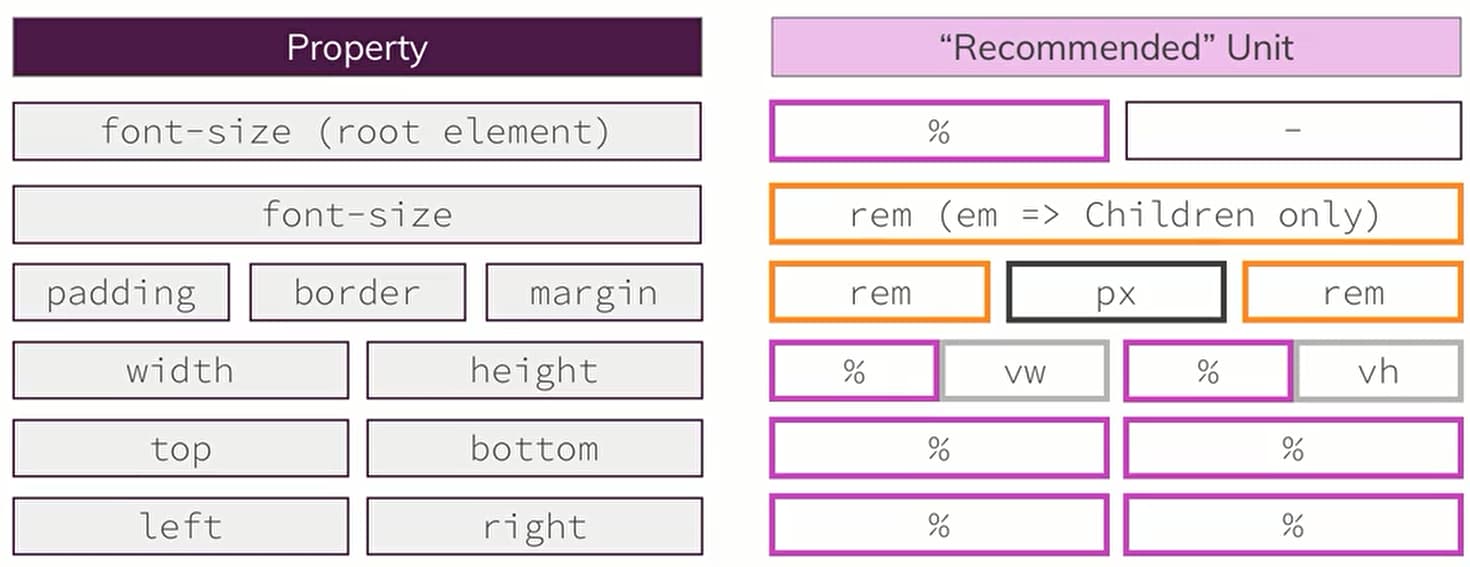 Property “Recommended” Unit
font-size (root element) % -
font-size rem (em => Children only)
padding border margin rem px rem
width height % vw % vh
top bottom % %
left right % %